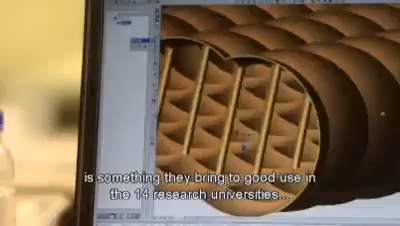 is something they bring to good use in
the 14 research universities...